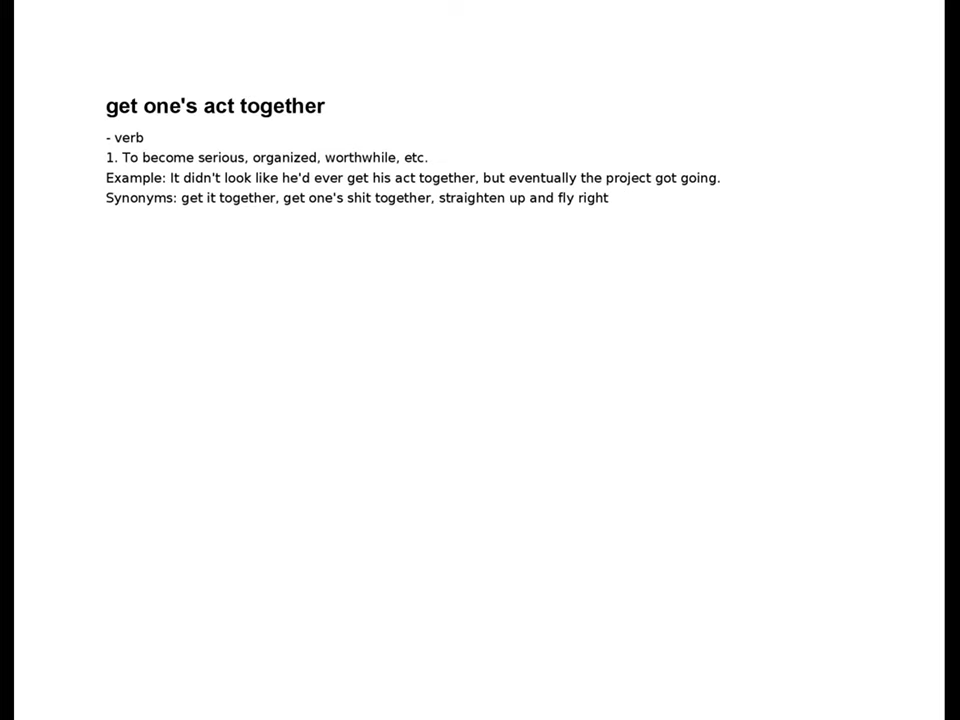 get one's act together
- verb
1. To become serious, organized, worthwhile, etc.
Example: It didn't look like he'd ever get his act together, but eventually the project got going.
Synonyms: get it together, get one's shit together, straighten up and fly right